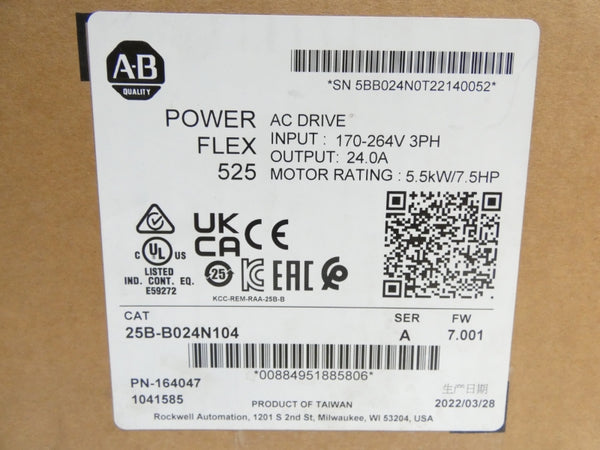 A-B
QUALITY
*SN 5BB024N0T22140052*
POWER
FLEX
525
AC DRIVE
INPUT : 170-264V 3PH
OUTPUT: 24.0A
MOTOR RATING : 5.5kW/7.5HP
C UL US
LISTED
IND. CONT. EQ.
E59272
UK
CA
CE
25
EAC
KCC-REM-RAA-25B-B
CAT
25B-B024N104
SER
A
FW
7.001
*00884951885806*
PN-164047
1041585
PRODUCT OF TAIWAN
生产日期
2022/03/28
Rockwell Automation, 1201 S 2nd St, Milwaukee, WI 53204, USA